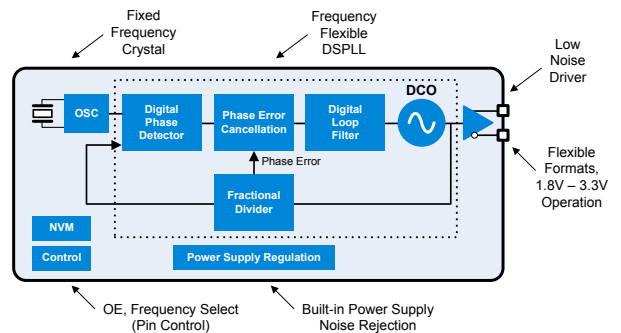 Fixed
Frequency
Crystal
Frequency
Flexible
DSPLL
Low
Noise
Driver
OSC
Digital
Phase
Detector
Phase Error
Cancellation
Digital
Loop
Filter
DCO
Phase Error
Fractional
Divider
Flexible
Formats,
1.8V – 3.3V
Operation
NVM
Control
Power Supply Regulation
OE, Frequency Select
(Pin Control)
Built-in Power Supply
Noise Rejection